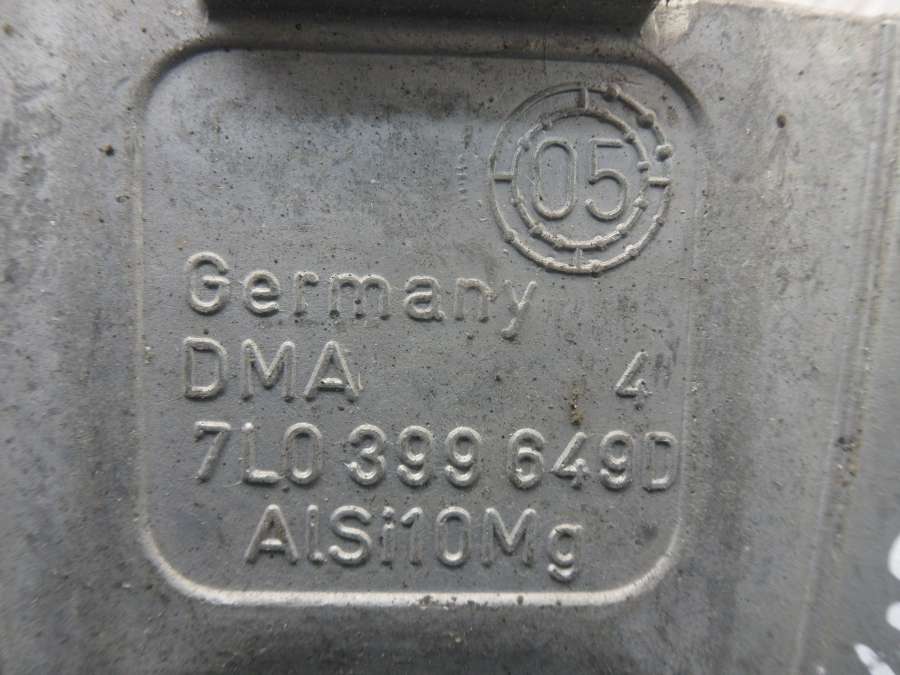 05
Germany
DMA 4
7L0 399 649D
AlSi10Mg